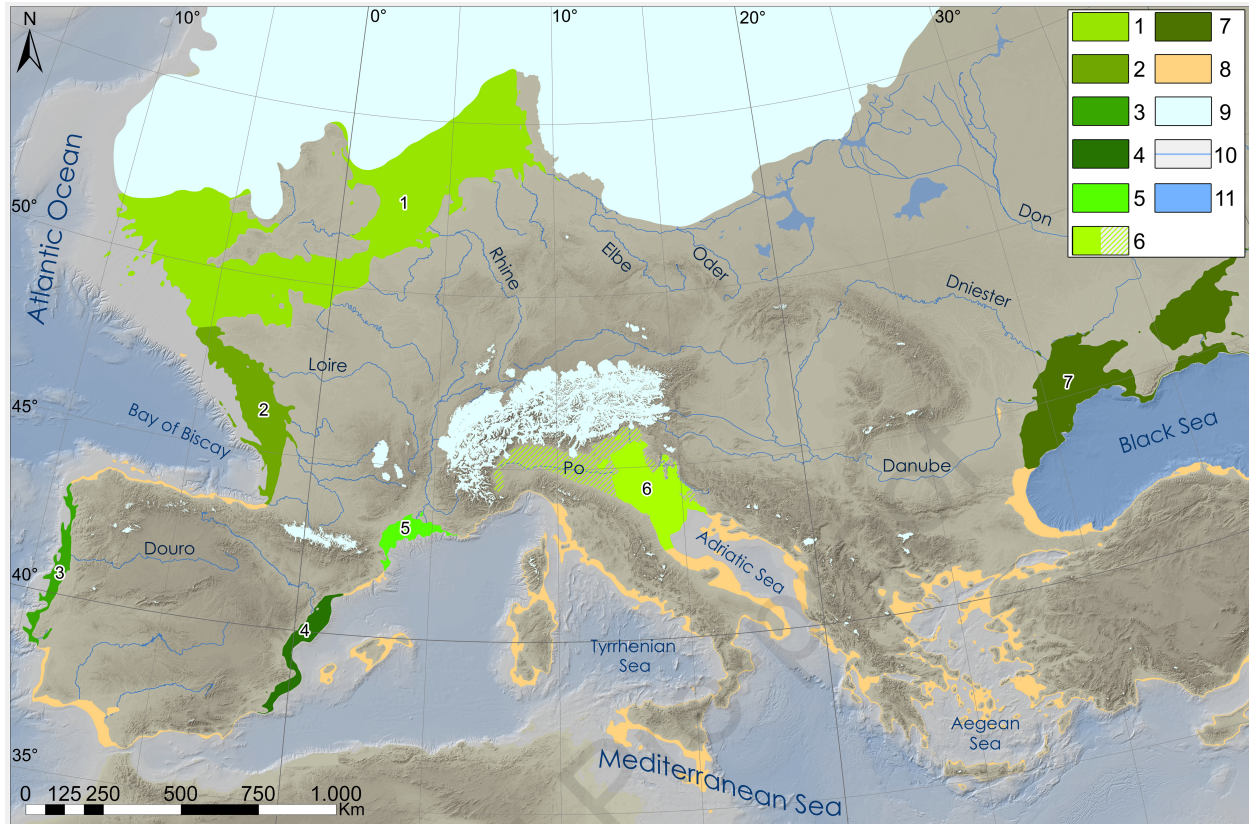 N
10°
0°
10°
20°
30°
1
7
2
8
3
9
4
10
5
11
6
50°
45°
40°
35°
Atlantic Ocean
1
Rhine
Elbe
Oder
Don
Dniester
Loire
2
7
Bay of Biscay
Black Sea
Po
Danube
6
5
Douro
3
4
Adriatic Sea
Tyrrhenian
Sea
Aegean
Sea
Mediterranean Sea
0 125 250 500 750 1.000
Km